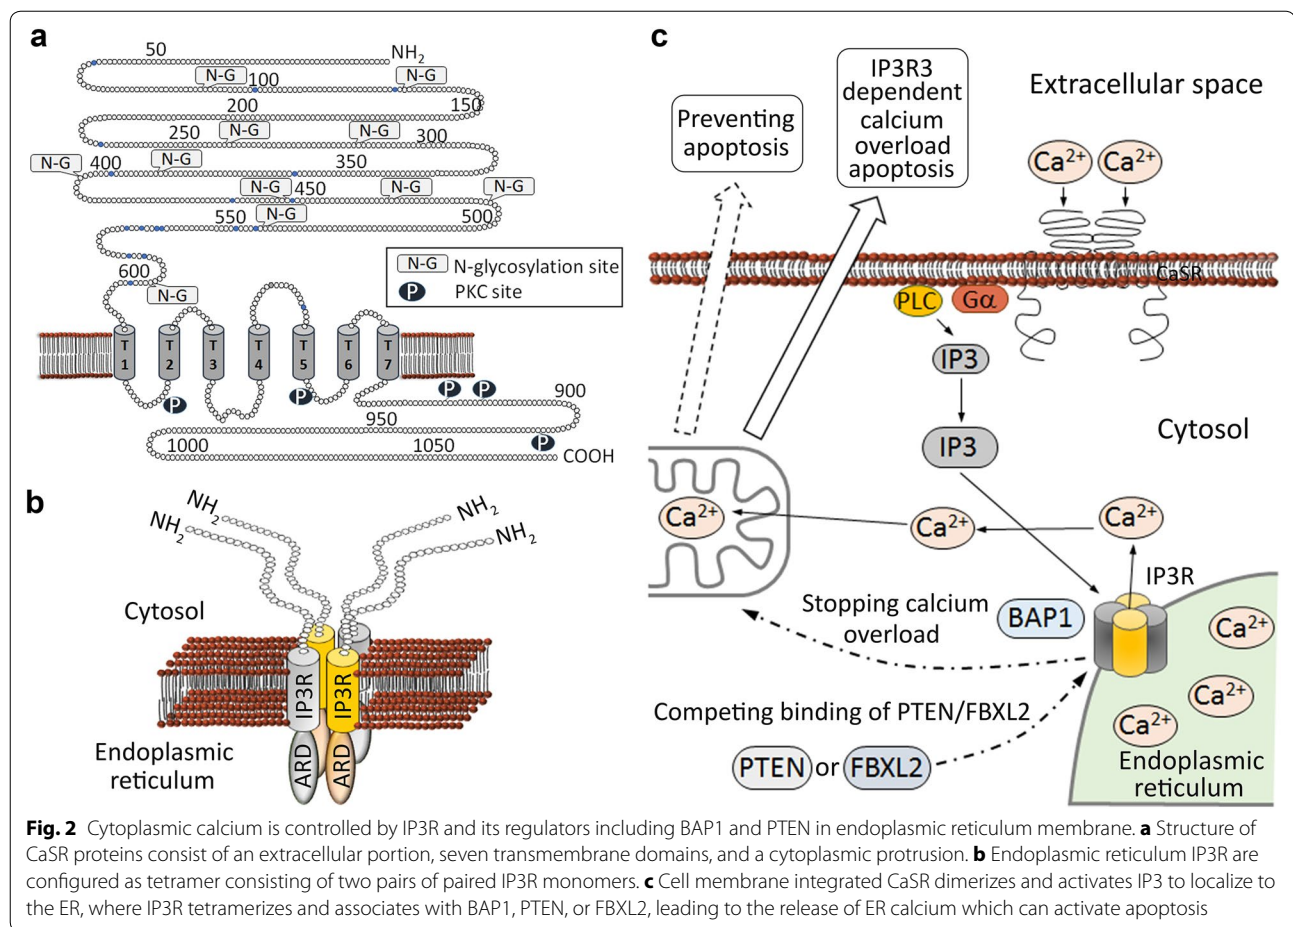 a
50
NH2
N-G
100
N-G
200
150
250
N-G
N-G
300
N-G
400
N-G
350
N-G
450
N-G
N-G
550
N-G
500
600
N-G
N-G N-glycosylation site
P PKC site
T1
T2
T3
T4
T5
T6
T7
P
P
P
P
900
950
1000
1050
P
COOH
b
NH2
NH2
NH2
NH2
Cytosol
IP3R
IP3R
Endoplasmic
reticulum
ARD
ARD
c
Preventing
apoptosis
IP3R3
dependent
calcium
overload
apoptosis
Extracellular space
Ca2+
Ca2+
CaSR
PLC
Gα
IP3
Cytosol
IP3
Ca2+
Ca2+
Ca2+
IP3R
Stopping calcium
overload
BAP1
Ca2+
Ca2+
Ca2+
Competing binding of PTEN/FBXL2
PTEN or FBXL2
Endoplasmic
reticulum
Fig. 2 Cytoplasmic calcium is controlled by IP3R and its regulators including BAP1 and PTEN in endoplasmic reticulum membrane. a Structure of
CaSR proteins consist of an extracellular portion, seven transmembrane domains, and a cytoplasmic protrusion. b Endoplasmic reticulum IP3R are
configured as tetramer consisting of two pairs of paired IP3R monomers. c Cell membrane integrated CaSR dimerizes and activates IP3 to localize to
the ER, where IP3R tetramerizes and associates with BAP1, PTEN, or FBXL2, leading to the release of ER calcium which can activate apoptosis